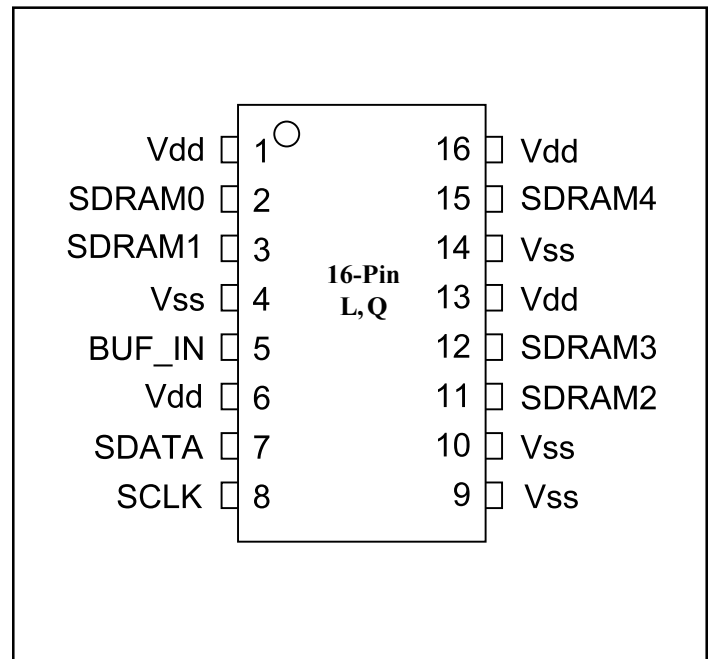 Vdd 1 16 Vdd
SDRAM0 2 15 SDRAM4
SDRAM1 3 14 Vss
16-Pin
L, Q
Vss 4 13 Vdd
BUF_IN 5 12 SDRAM3
Vdd 6 11 SDRAM2
SDATA 7 10 Vss
SCLK 8 9 Vss